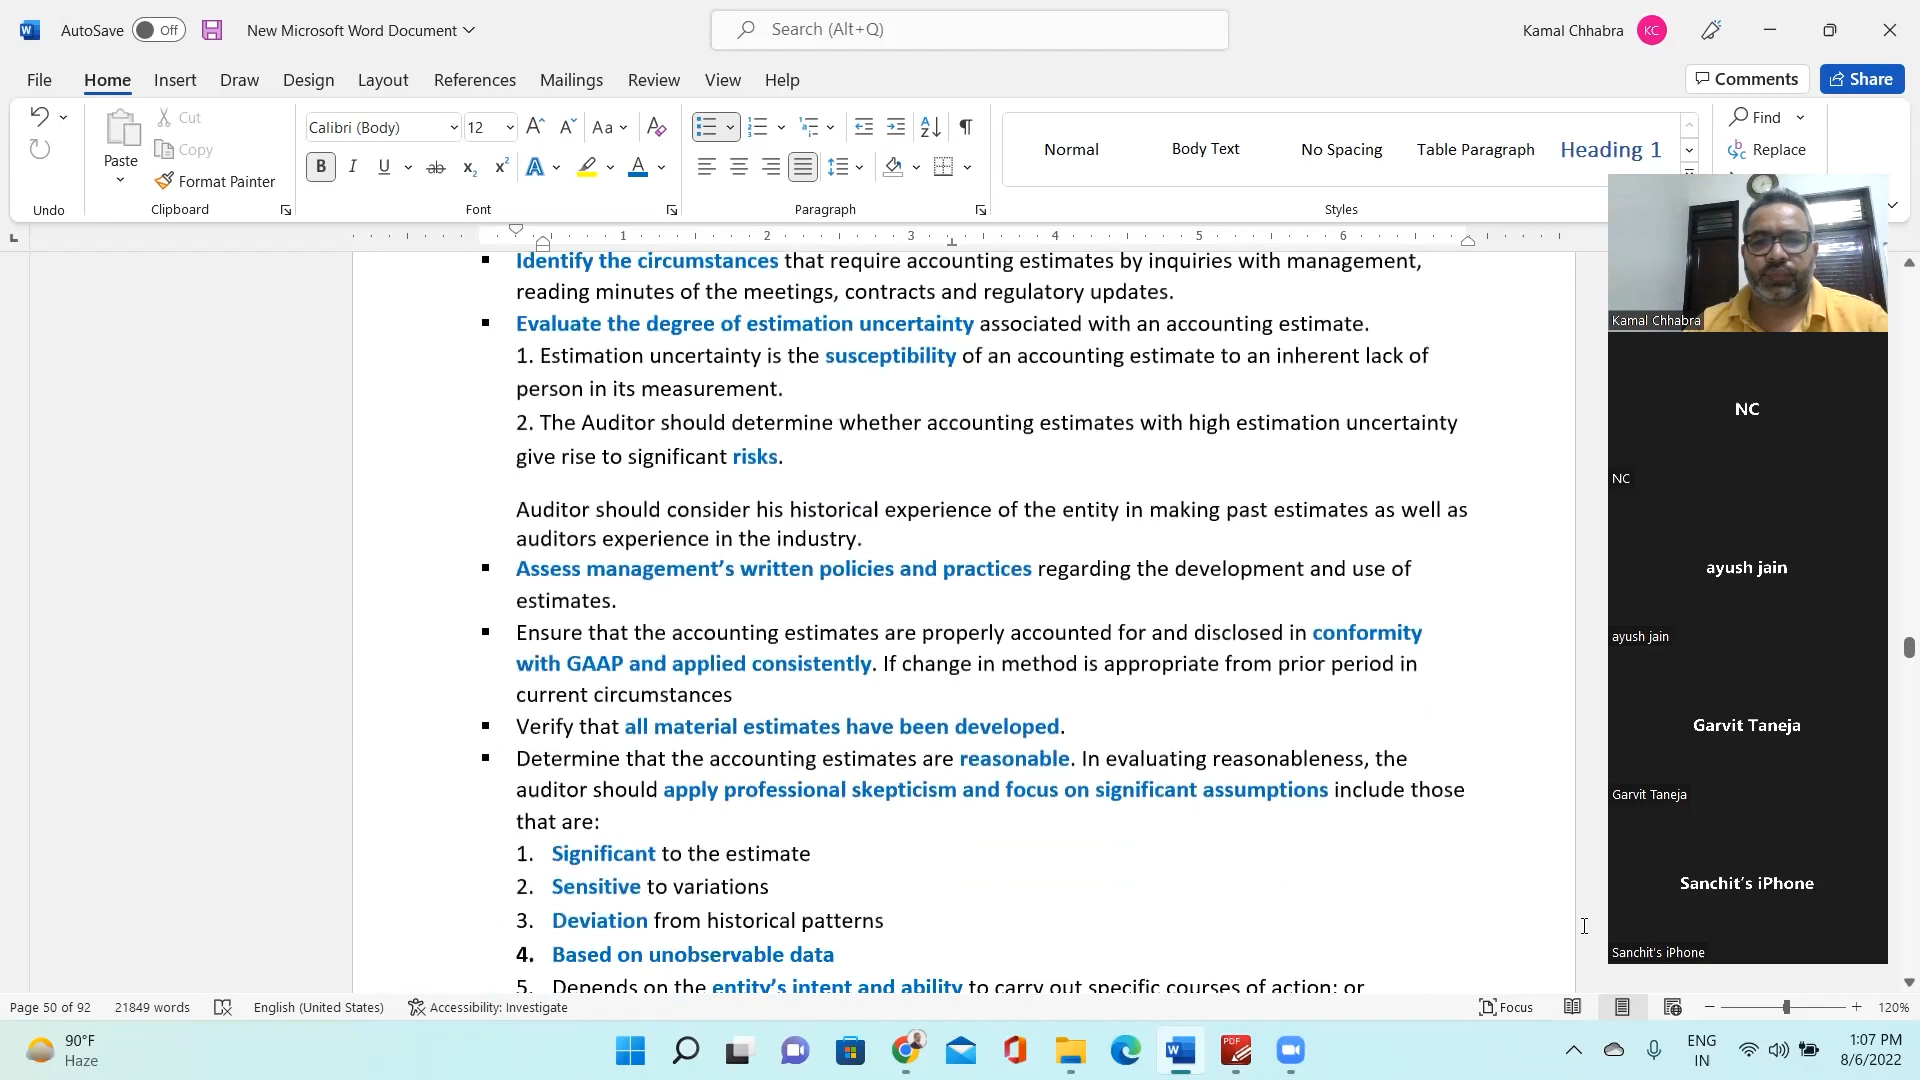 AutoSave Off New Microsoft Word Document Search (Alt+Q) Kamal Chhabra KC
File Home Insert Draw Design Layout References Mailings Review View Help Comments Share
Calibri (Body) 12 Aa Find
Paste Cut Copy Format Painter Replace
B I U ab x₂ x² A A
Normal Body Text No Spacing Table Paragraph Heading 1
Undo Clipboard Font Paragraph Styles
1 2 3 4 5 6
Identify the circumstances that require accounting estimates by inquiries with management,
reading minutes of the meetings, contracts and regulatory updates.
Evaluate the degree of estimation uncertainty associated with an accounting estimate.
1. Estimation uncertainty is the susceptibility of an accounting estimate to an inherent lack of
person in its measurement.
2. The Auditor should determine whether accounting estimates with high estimation uncertainty
give rise to significant risks.
Auditor should consider his historical experience of the entity in making past estimates as well as
auditors experience in the industry.
Assess management’s written policies and practices regarding the development and use of
estimates.
Ensure that the accounting estimates are properly accounted for and disclosed in conformity
with GAAP and applied consistently. If change in method is appropriate from prior period in
current circumstances
Verify that all material estimates have been developed.
Determine that the accounting estimates are reasonable. In evaluating reasonableness, the
auditor should apply professional skepticism and focus on significant assumptions include those
that are:
1. Significant to the estimate
2. Sensitive to variations
3. Deviation from historical patterns
4. Based on unobservable data
5. Depends on the entity’s intent and ability to carry out specific courses of action; or
Kamal Chhabra
NC
NC
ayush jain
ayush jain
Garvit Taneja
Garvit Taneja
Sanchit’s iPhone
Sanchit's iPhone
Page 50 of 92 21849 words English (United States) Accessibility: Investigate Focus 120%
90°F
Haze
PDF
ENG
IN
1:07 PM
8/6/2022